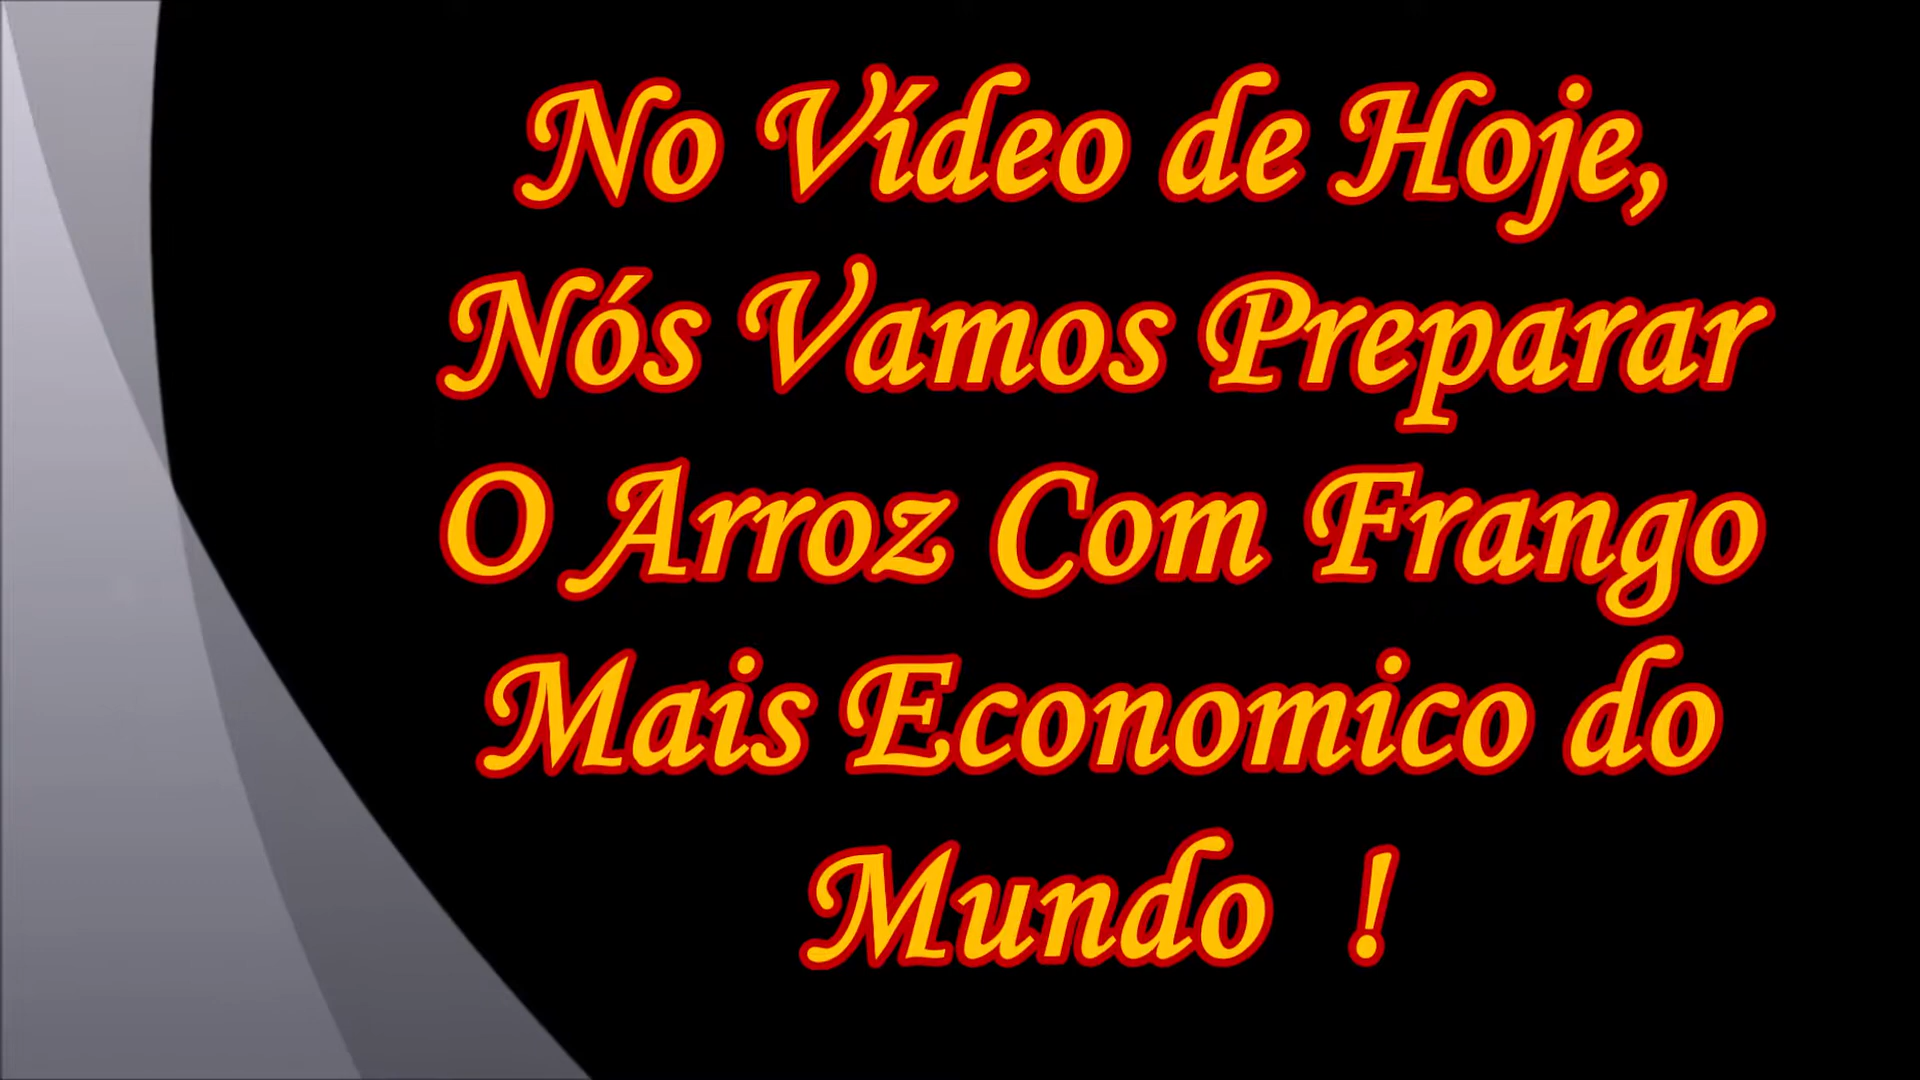 No Vídeo de Hoje,
Nós Vamos Preparar
O Arroz Com Frango
Mais Economico do
Mundo !